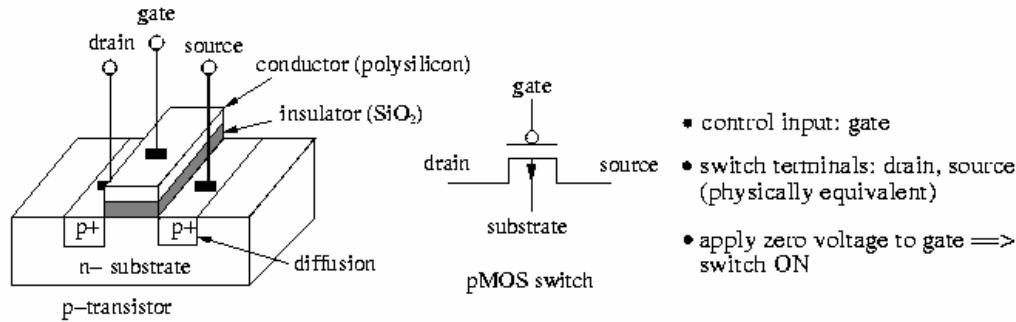 gate
drain
source
conductor (polysilicon)
insulator (SiO₂)
p+
p+
n– substrate
diffusion
p–transistor
gate
drain
source
substrate
pMOS switch
• control input: gate
• switch terminals: drain, source
(physically equivalent)
• apply zero voltage to gate ==>
switch ON